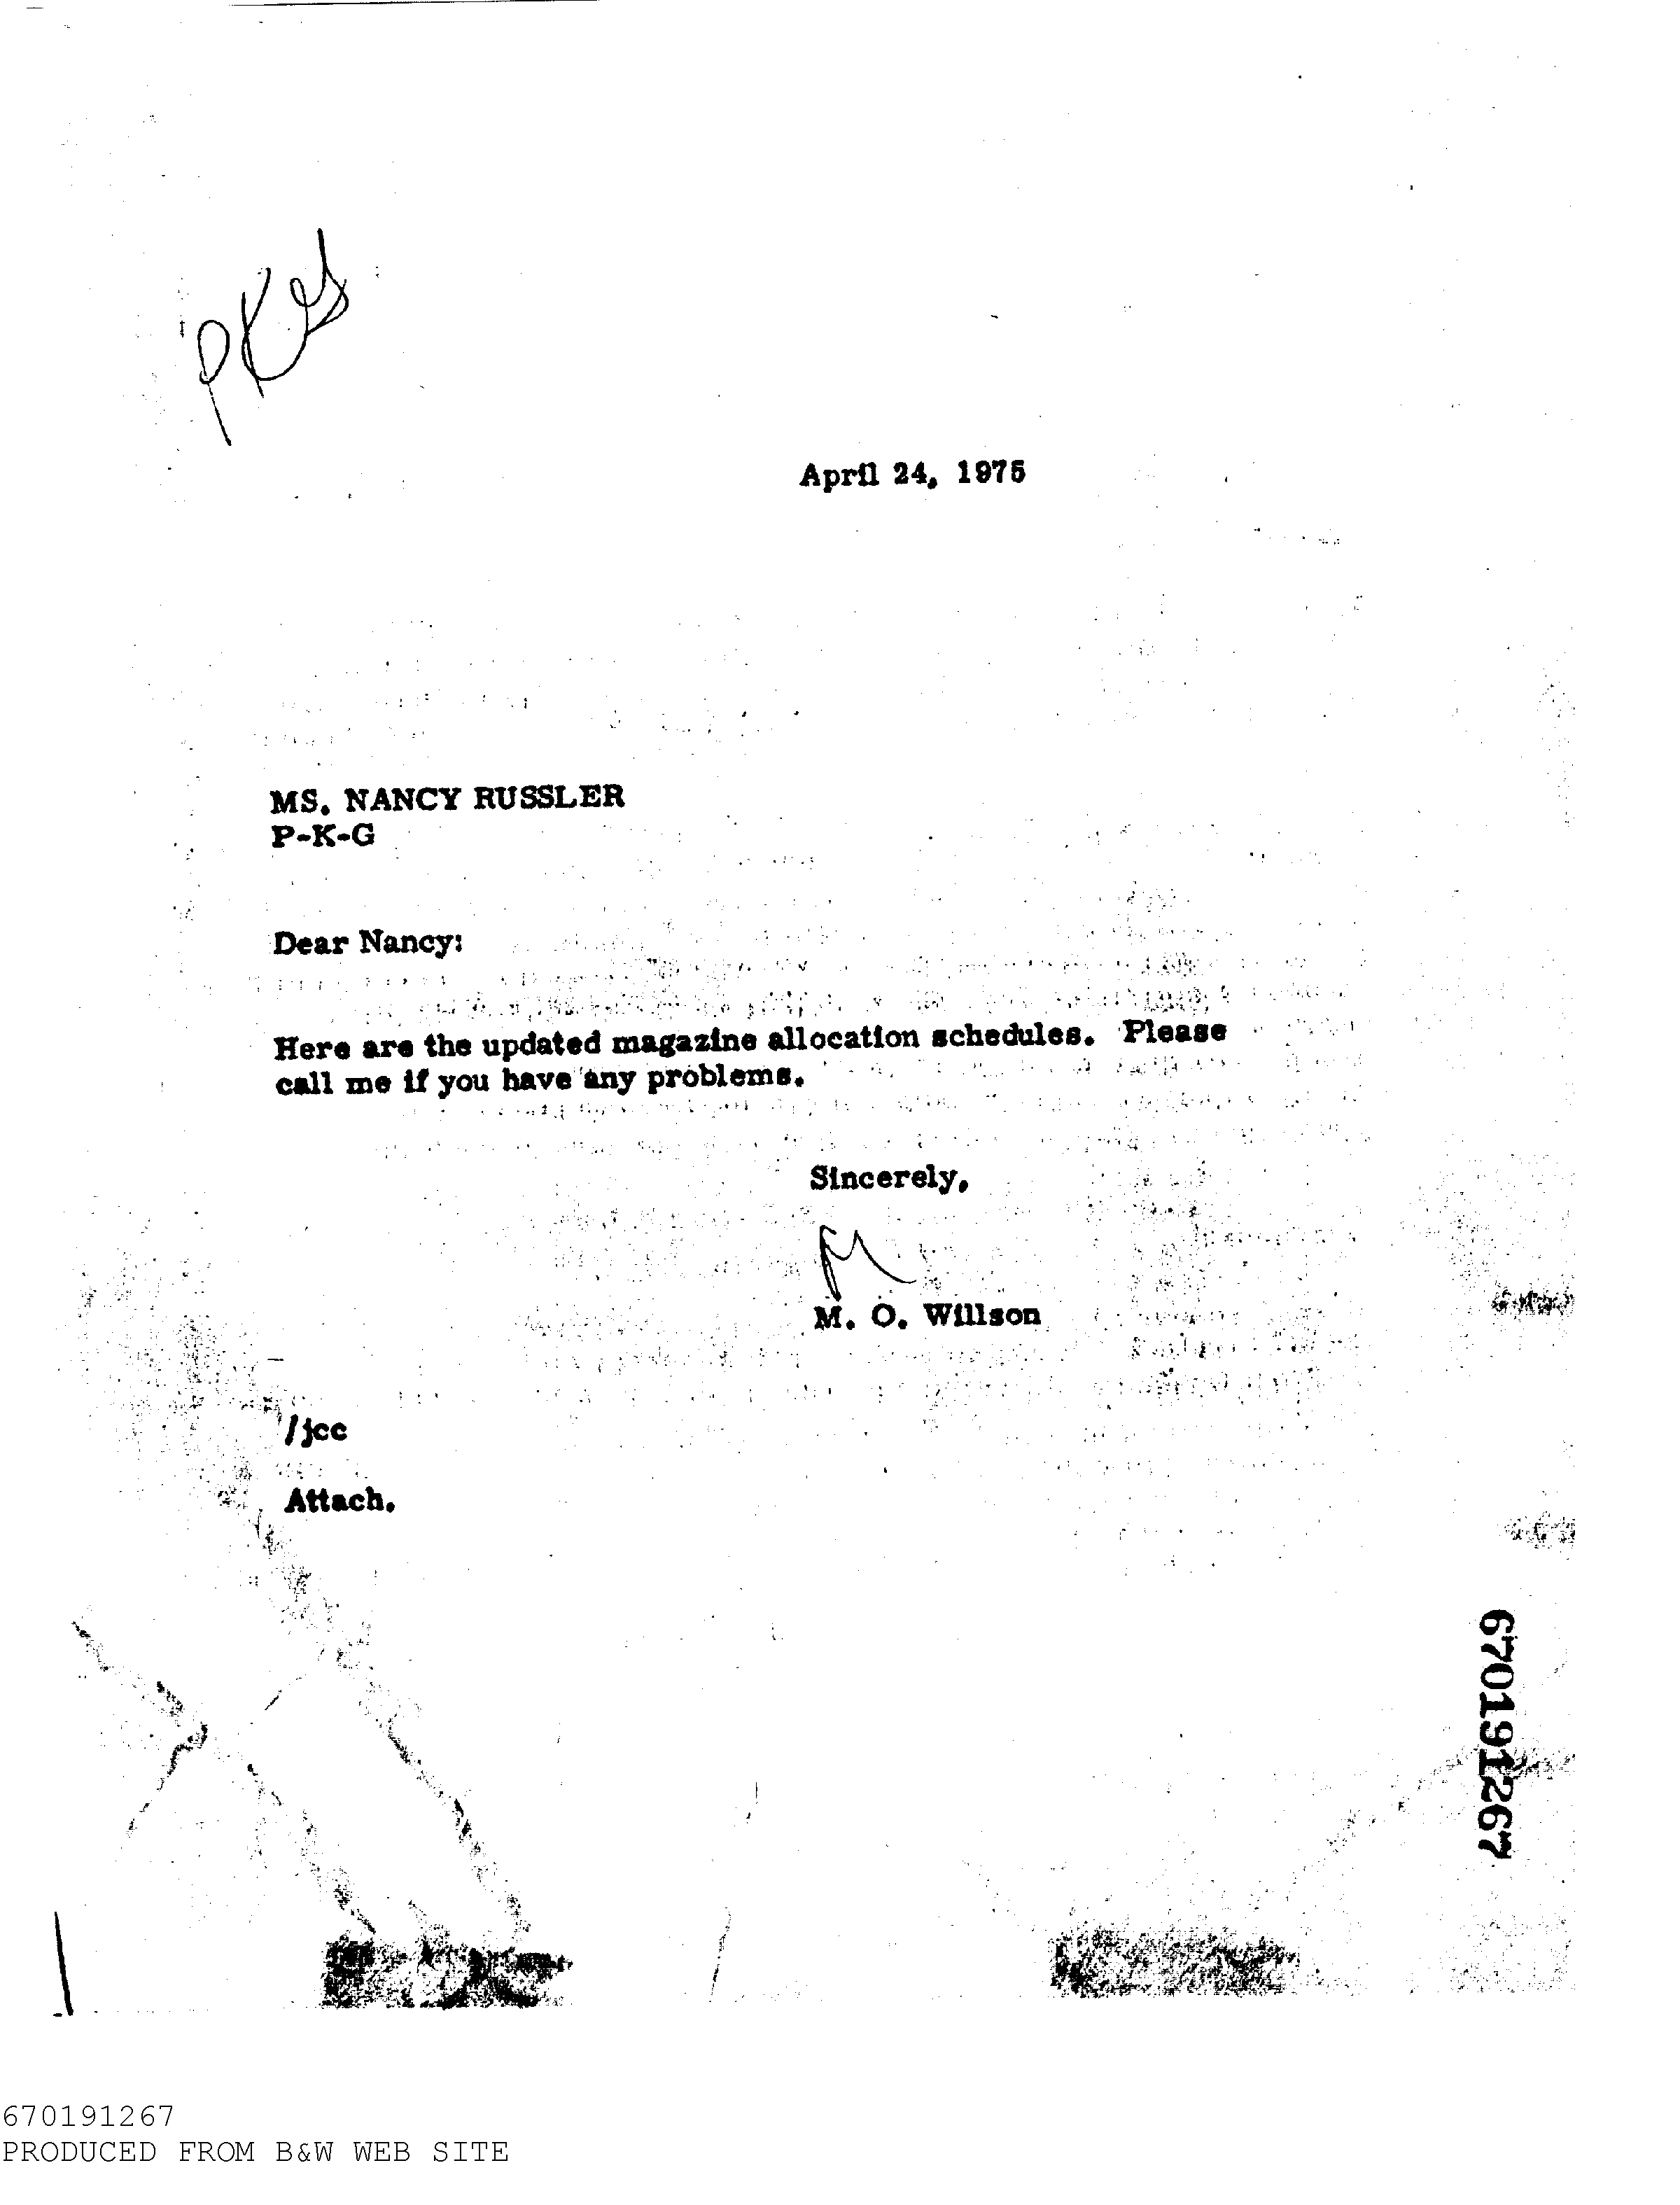 PKG
April 24, 1975
MS. NANCY RUSSLER
P-K-G
Dear Nancy:
Here are the updated magazine allocation schedules. Please
call me if you have any problems.
Sincerely,
M
M. O. Willson
/jcc
Attach.
670191267
670191267
PRODUCED FROM B&W WEB SITE